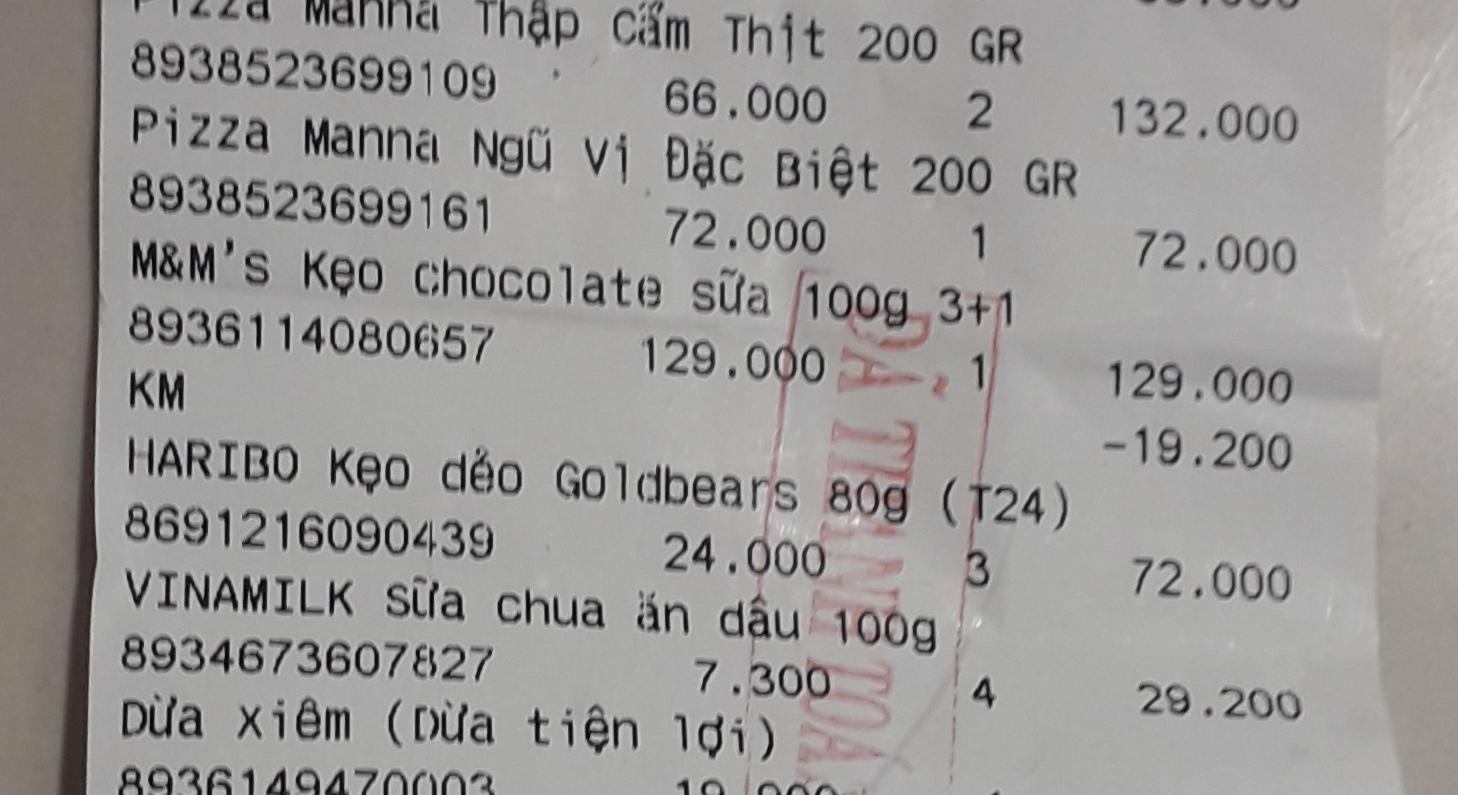 Pizza Manna Thập Cẩm Thịt 200 GR
8938523699109 66.000 2 132.000
Pizza Manna Ngũ Vị Đặc Biệt 200 GR
8938523699161 72.000 1 72.000
M&M's Kẹo chocolate sữa 100g 3+1
8936114080657 129.000 1 129.000
KM -19.200
HARIBO Kẹo dẻo Goldbears 80g (T24)
8691216090439 24.000 3 72.000
VINAMILK sữa chua ăn dâu 100g
8934673607827 7.300 4 29.200
Dừa xiêm (Dừa tiện lợi)
8936149470003
ĐÃ THANH TOÁN